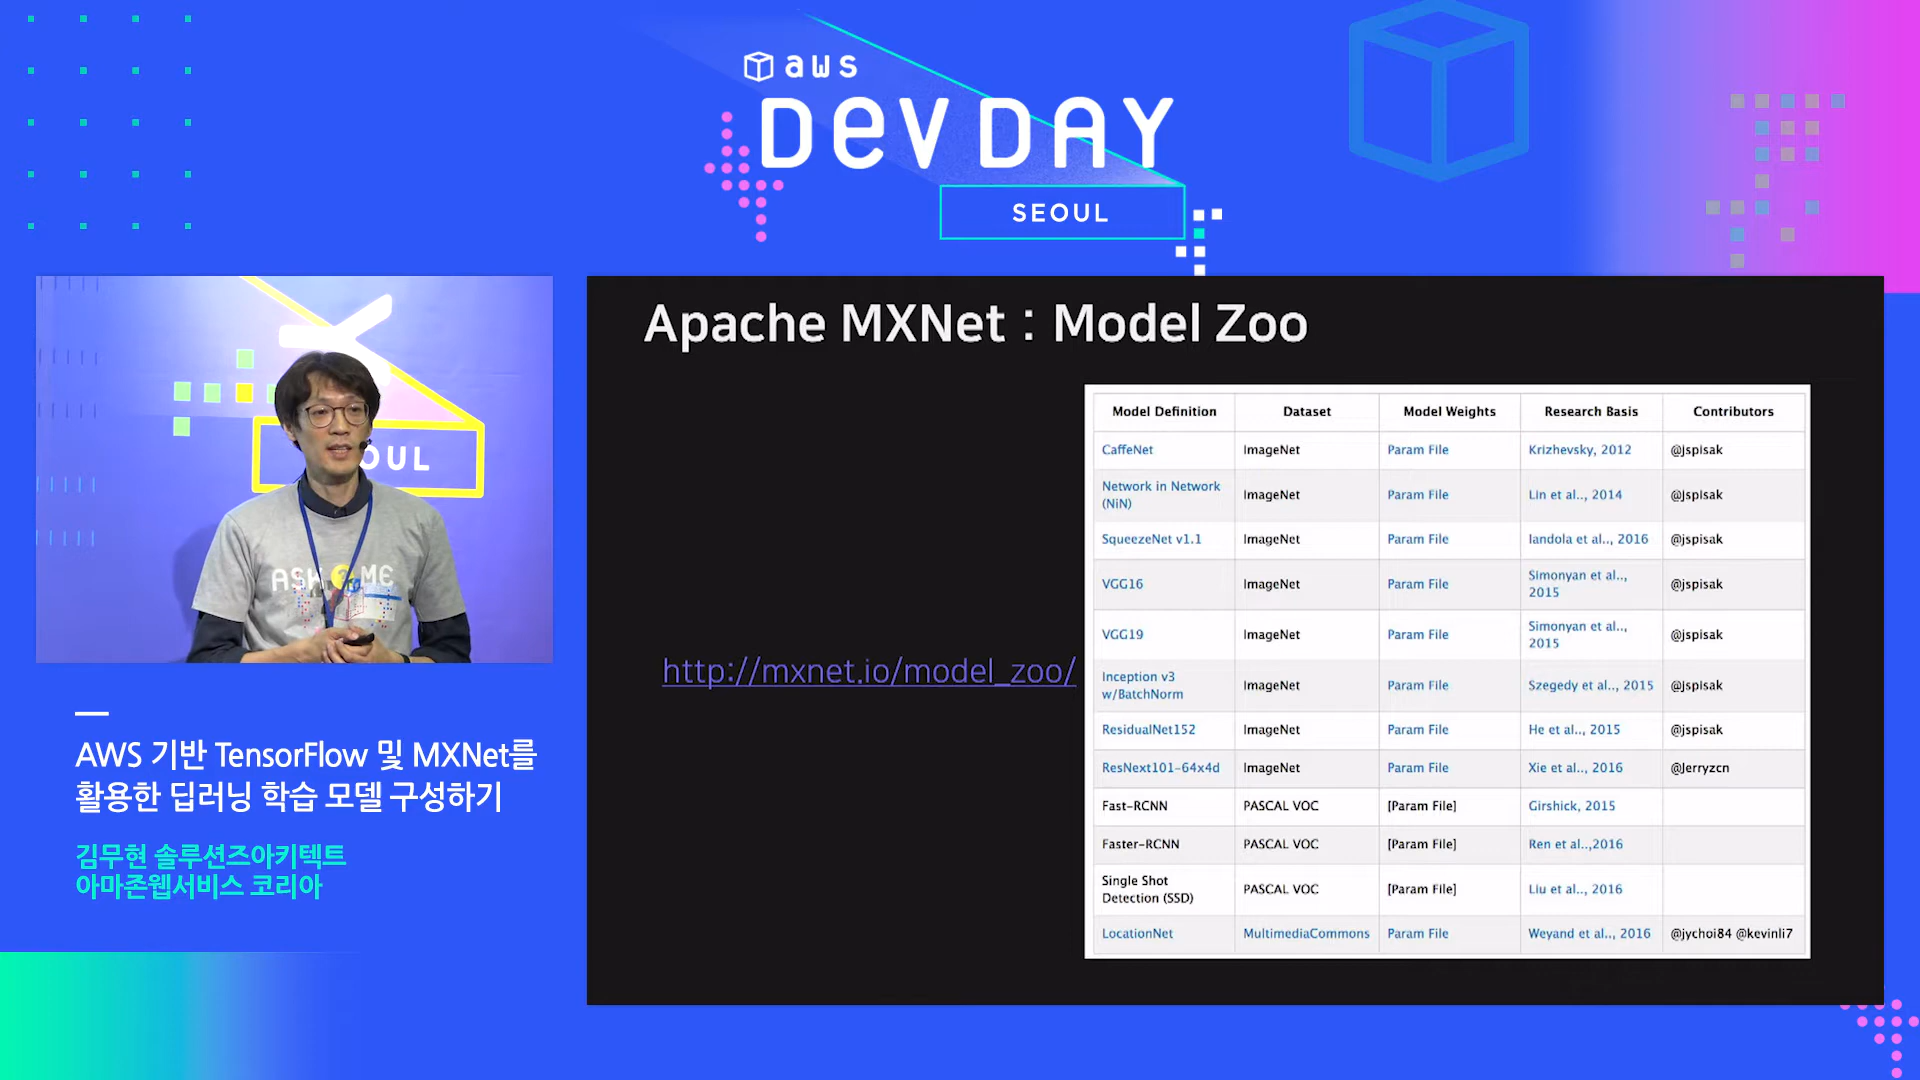 aws
DEV DAY
SEOUL
OUL
ASK ? ME
AWS 기반 TensorFlow 및 MXNet를
활용한 딥러닝 학습 모델 구성하기
김무현 솔루션즈아키텍트
아마존웹서비스 코리아
Apache MXNet : Model Zoo
http://mxnet.io/model_zoo/
Model Definition Dataset Model Weights Research Basis Contributors
CaffeNet ImageNet Param File Krizhevsky, 2012 @jspisak
Network in Network (NiN) ImageNet Param File Lin et al.., 2014 @jspisak
SqueezeNet v1.1 ImageNet Param File Iandola et al.., 2016 @jspisak
VGG16 ImageNet Param File Simonyan et al.., 2015 @jspisak
VGG19 ImageNet Param File Simonyan et al.., 2015 @jspisak
Inception v3 w/BatchNorm ImageNet Param File Szegedy et al.., 2015 @jspisak
ResidualNet152 ImageNet Param File He et al.., 2015 @jspisak
ResNext101-64x4d ImageNet Param File Xie et al.., 2016 @Jerryzcn
Fast-RCNN PASCAL VOC [Param File] Girshick, 2015
Faster-RCNN PASCAL VOC [Param File] Ren et al..,2016
Single Shot Detection (SSD) PASCAL VOC [Param File] Liu et al.., 2016
LocationNet MultimediaCommons Param File Weyand et al.., 2016 @jychoi84 @kevinli7